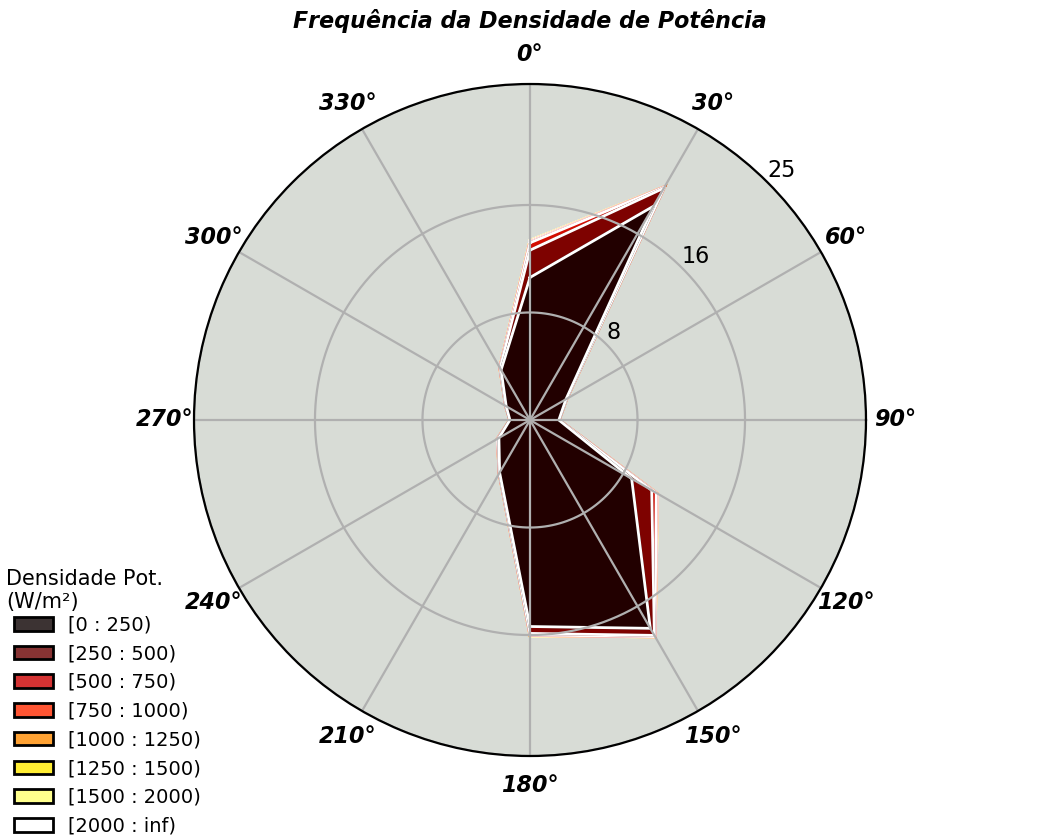 Frequência da Densidade de Potência
0°
330°
30°
25
300°
60°
16
8
270°
90°
Densidade Pot.
(W/m²)
240°
120°
[0 : 250)
[250 : 500)
[500 : 750)
[750 : 1000)
210°
150°
[1000 : 1250)
[1250 : 1500)
180°
[1500 : 2000)
[2000 : inf)